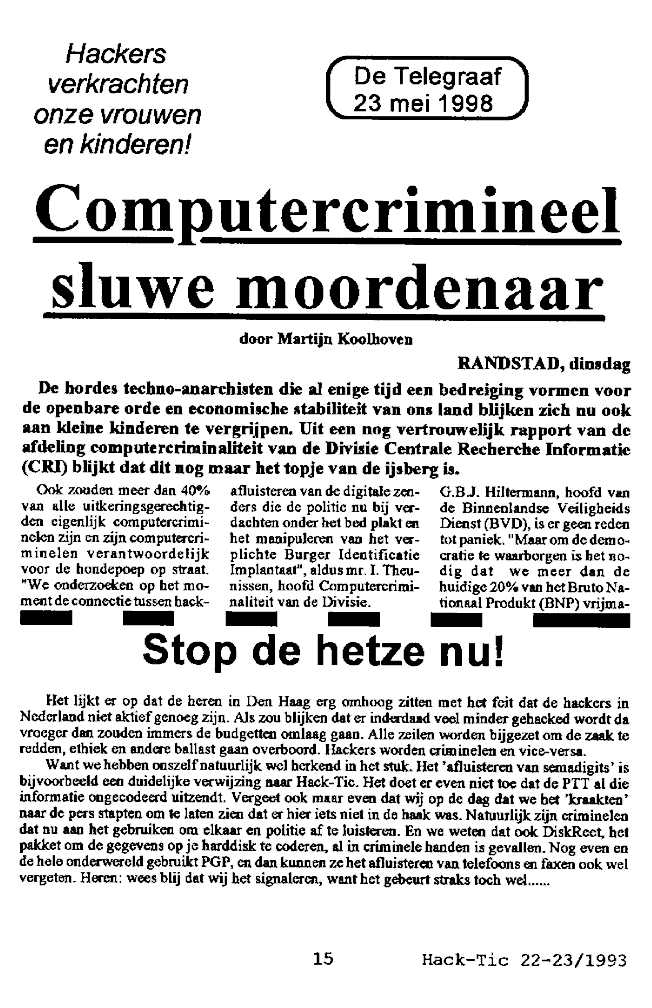 Hackers
verkrachten
onze vrouwen
en kinderen!
De Telegraaf
23 mei 1998
Computercrimineel
sluwe moordenaar
door Martijn Koolhoven
RANDSTAD, dinsdag
De hordes techno-anarchisten die al enige tijd een bedreiging vormen voor
de openbare orde en economische stabiliteit van ons land blijken zich nu ook
aan kleine kinderen te vergrijpen. Uit een nog vertrouwelijk rapport van de
afdeling computercriminaliteit van de Divisie Centrale Recherche Informatie
(CRI) blijkt dat dit nog maar het topje van de ijsberg is.
Ook zouden meer dan 40%
van alle uitkeringsgerechtig-
den eigenlijk computercrimi-
nelen zijn en zijn computercri-
minelen verantwoordelijk
voor de hondepoep op straat.
"We onderzoeken op het mo-
ment de connectie tussen hack-
afluisteren van de digitale zen-
ders die de politie nu bij ver-
dachten onder het bed plakt en
het manipuleren van het ver-
plichte Burger Identificatie
Implantaat", aldus mr. I. Theu-
nissen, hoofd Computercrimi-
naliteit van de Divisie.
G.B.J. Hiltermann, hoofd van
de Binnenlandse Veiligheids
Dienst (BVD), is er geen reden
tot paniek. "Maar om de demo-
cratie te waarborgen is het no-
dig dat we meer dan de
huidige 20% van het Bruto Na-
tionaal Produkt (BNP) vrijma-
Stop de hetze nu!
Het lijkt er op dat de heren in Den Haag erg omhoog zitten met het feit dat de hackers in
Nederland niet aktief genoeg zijn. Als zou blijken dat er inderdaad veel minder gehacked wordt da
vroeger dan zouden immers de budgetten omlaag gaan. Alle zeilen worden bijgezet om de zaak te
redden, ethiek en andere ballast gaan overboord. Hackers worden criminelen en vice-versa.
Want we hebben onszelf natuurlijk wel herkend in het stuk. Het 'afluisteren van semadigits' is
bijvoorbeeld een duidelijke verwijzing naar Hack-Tic. Het doet er even niet toe dat de PTT al die
informatie ongecodeerd uitzendt. Vergeet ook maar even dat wij op de dag dat we het 'kraakten'
naar de pers stapten om te laten zien dat er hier iets niet in de haak was. Natuurlijk zijn criminelen
dat nu aan het gebruiken om elkaar en politie af te luisteren. En we weten dat ook DiskReet, het
pakket om de gegevens op je harddisk te coderen, al in criminele handen is gevallen. Nog even en
de hele onderwereld gebruikt PGP, en dan kunnen ze het afluisteren van telefoons en faxen ook wel
vergeten. Heren: wees blij dat wij het signaleren, want het gebeurt straks toch wel......
15 Hack-Tic 22-23/1993